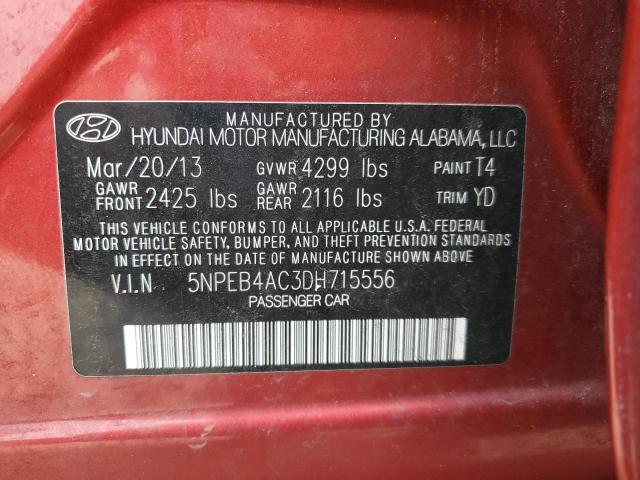 MANUFACTURED BY
HYUNDAI MOTOR MANUFACTURING ALABAMA, LLC
Mar/20/13 GVWR 4299 lbs PAINT T4
GAWR FRONT 2425 lbs GAWR REAR 2116 lbs TRIM YD
THIS VEHICLE CONFORMS TO ALL APPLICABLE U.S.A. FEDERAL
MOTOR VEHICLE SAFETY, BUMPER, AND THEFT PREVENTION STANDARDS
IN EFFECT ON THE DATE OF MANUFACTURE SHOWN ABOVE.
V.I.N 5NPEB4AC3DH715556
PASSENGER CAR